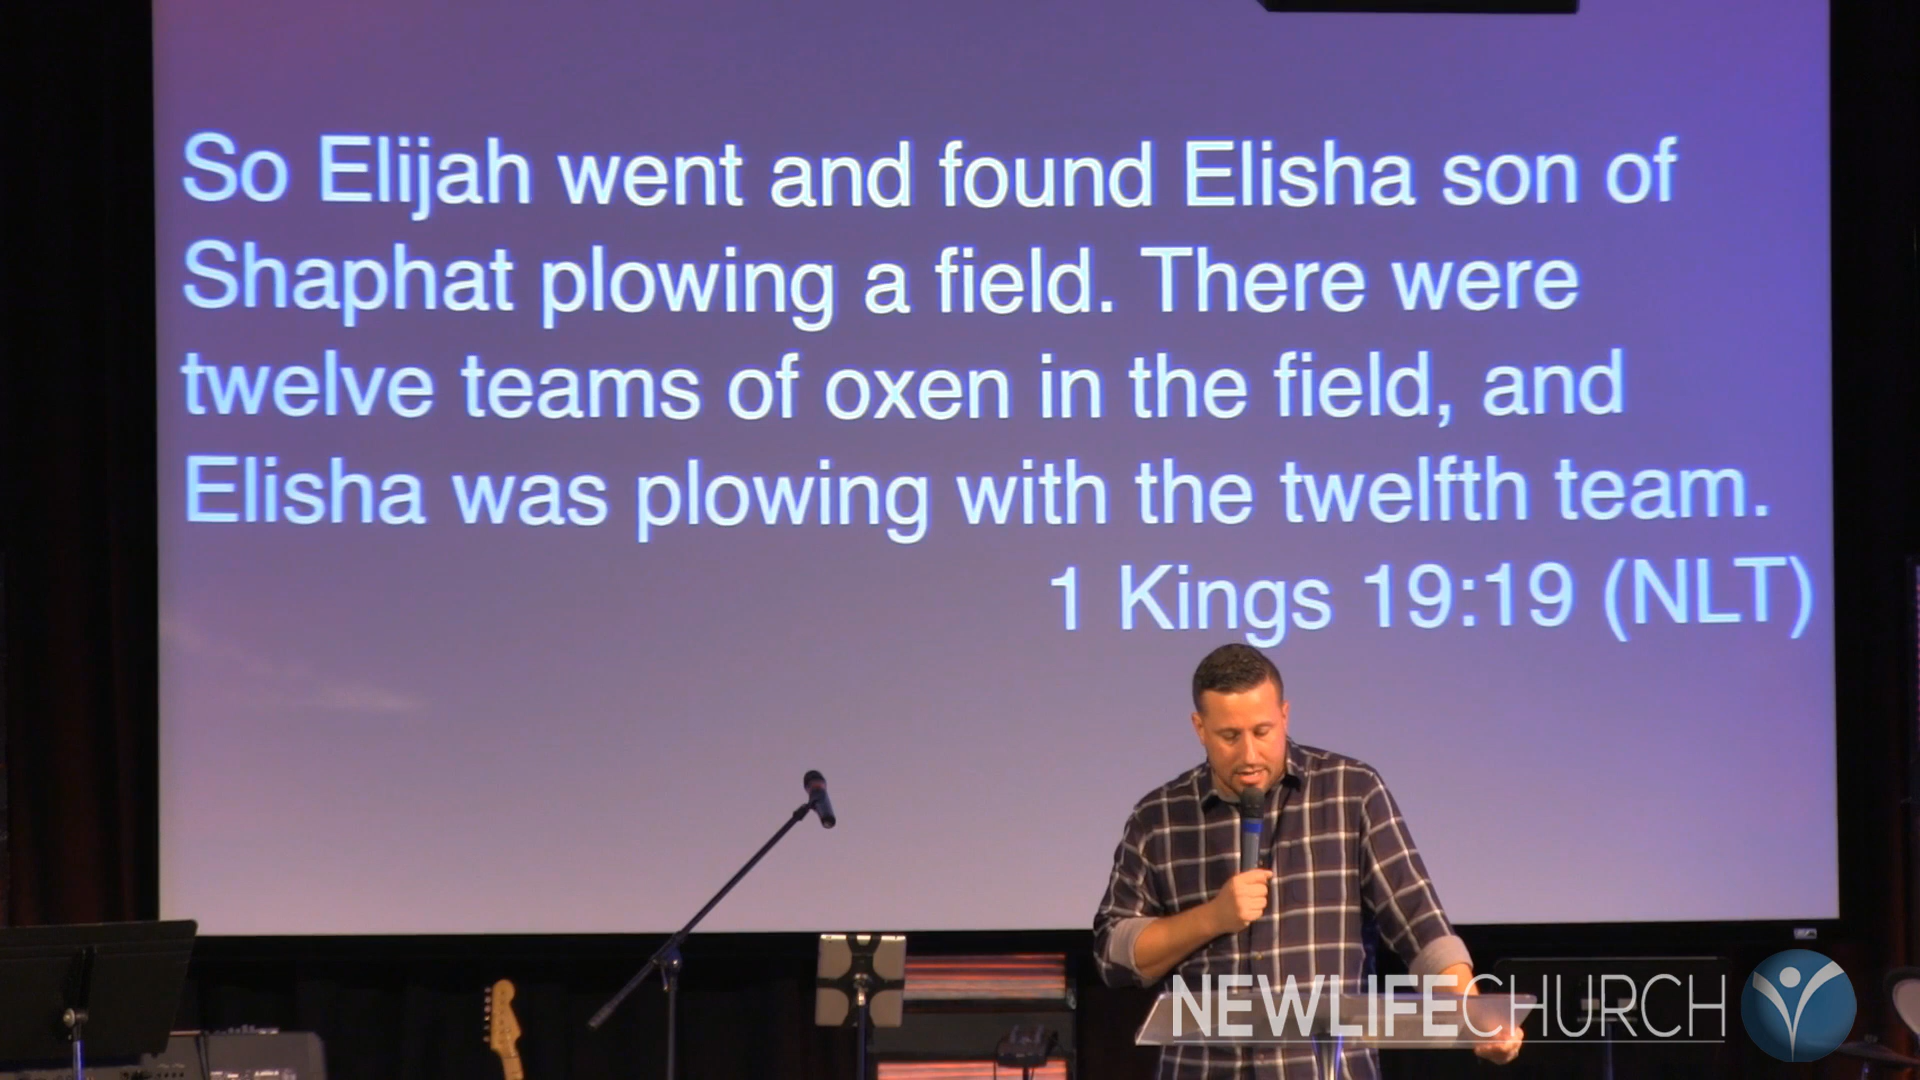 So Elijah went and found Elisha son of
Shaphat plowing a field. There were
twelve teams of oxen in the field, and
Elisha was plowing with the twelfth team.
1 Kings 19:19 (NLT)
NEWLIFECHURCH